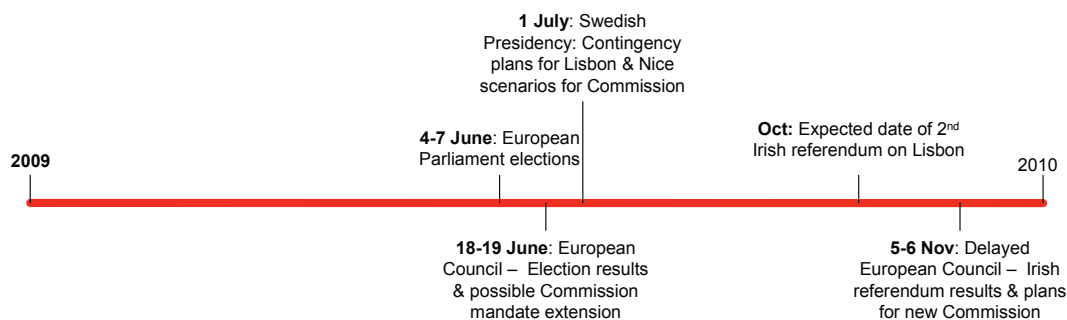 1 July: Swedish
Presidency: Contingency
plans for Lisbon & Nice
scenarios for Commission
4-7 June: European
Parliament elections
Oct: Expected date of 2nd
Irish referendum on Lisbon
2009
2010
18-19 June: European
Council – Election results
& possible Commission
mandate extension
5-6 Nov: Delayed
European Council – Irish
referendum results & plans
for new Commission